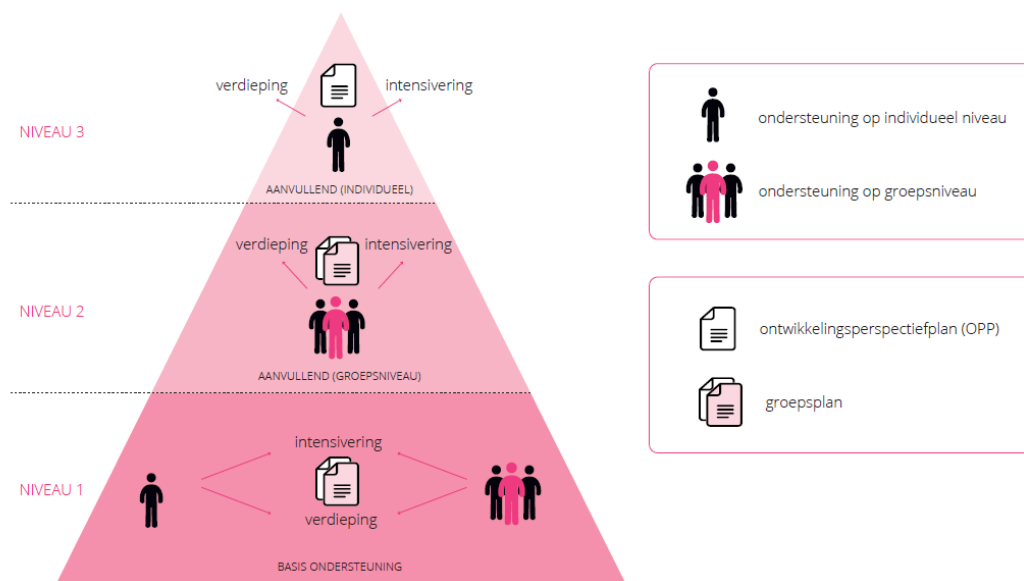 verdieping
intensivering
NIVEAU 3
AANVULLEND (INDIVIDUEEL)
verdieping
intensivering
NIVEAU 2
AANVULLEND (GROEPSNIVEAU)
intensivering
NIVEAU 1
verdieping
BASIS ONDERSTEUNING
ondersteuning op individueel niveau
ondersteuning op groepsniveau
ontwikkelingsperspectiefplan (OPP)
groepsplan